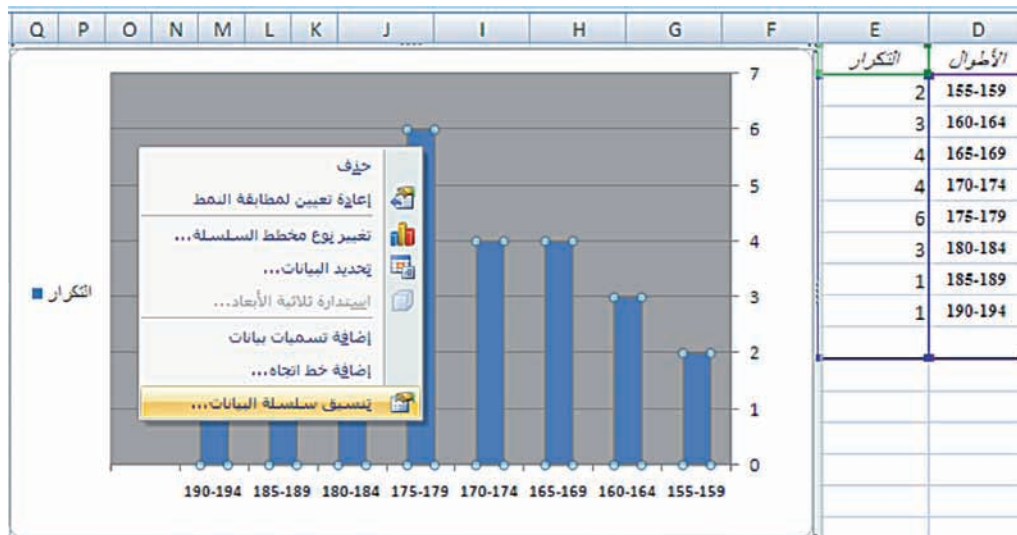 D E F G H I J K L M N O P Q
الأطوال التكرار
155-159 2
160-164 3
165-169 4
170-174 4
175-179 6
180-184 3
185-189 1
190-194 1
7
6
5
4
3
2
1
0
حذف
إعادة تعيين لمطابقة النمط
تغيير نوع مخطط السلسلة...
تحديد البيانات...
استدارة ثلاثية الأبعاد...
إضافة تسميات بيانات
إضافة خط اتجاه...
تنسيق سلسلة البيانات...
التكرار
155-159 160-164 165-169 170-174 175-179 180-184 185-189 190-194